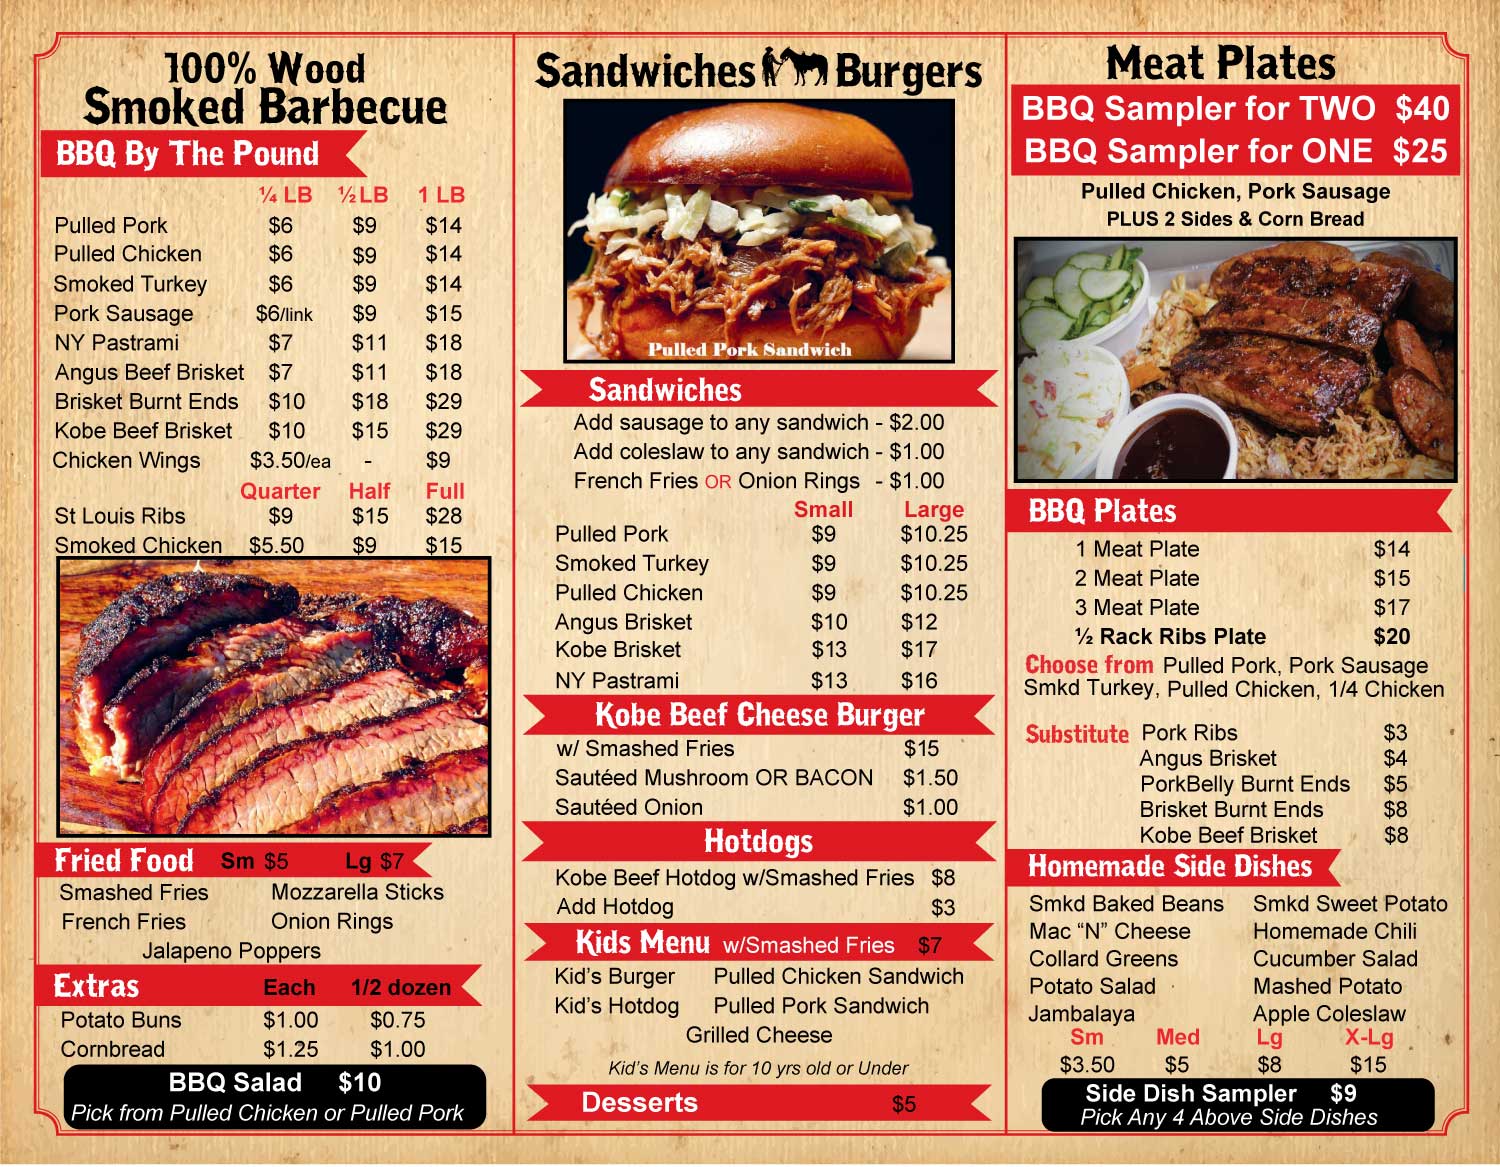 100% Wood
Smoked Barbecue
BBQ By The Pound
¼ LB ½ LB 1 LB
Pulled Pork $6 $9 $14
Pulled Chicken $6 $9 $14
Smoked Turkey $6 $9 $14
Pork Sausage $6/link $9 $15
NY Pastrami $7 $11 $18
Angus Beef Brisket $7 $11 $18
Brisket Burnt Ends $10 $18 $29
Kobe Beef Brisket $10 $15 $29
Chicken Wings $3.50/ea - $9
Quarter Half Full
St Louis Ribs $9 $15 $28
Smoked Chicken $5.50 $9 $15
Fried Food Sm $5 Lg $7
Smashed Fries Mozzarella Sticks
French Fries Onion Rings
Jalapeno Poppers
Extras Each 1/2 dozen
Potato Buns $1.00 $0.75
Cornbread $1.25 $1.00
BBQ Salad $10
Pick from Pulled Chicken or Pulled Pork
Sandwiches Burgers
Pulled Pork Sandwich
Sandwiches
Add sausage to any sandwich - $2.00
Add coleslaw to any sandwich - $1.00
French Fries OR Onion Rings - $1.00
Small Large
Pulled Pork $9 $10.25
Smoked Turkey $9 $10.25
Pulled Chicken $9 $10.25
Angus Brisket $10 $12
Kobe Brisket $13 $17
NY Pastrami $13 $16
Kobe Beef Cheese Burger
w/ Smashed Fries $15
Sautéed Mushroom OR BACON $1.50
Sautéed Onion $1.00
Hotdogs
Kobe Beef Hotdog w/Smashed Fries $8
Add Hotdog $3
Kids Menu w/Smashed Fries $7
Kid's Burger Pulled Chicken Sandwich
Kid's Hotdog Pulled Pork Sandwich
Grilled Cheese
Kid's Menu is for 10 yrs old or Under
Desserts $5
Meat Plates
BBQ Sampler for TWO $40
BBQ Sampler for ONE $25
Pulled Chicken, Pork Sausage
PLUS 2 Sides & Corn Bread
BBQ Plates
1 Meat Plate $14
2 Meat Plate $15
3 Meat Plate $17
½ Rack Ribs Plate $20
Choose from Pulled Pork, Pork Sausage
Smkd Turkey, Pulled Chicken, 1/4 Chicken
Substitute Pork Ribs $3
Angus Brisket $4
PorkBelly Burnt Ends $5
Brisket Burnt Ends $8
Kobe Beef Brisket $8
Homemade Side Dishes
Smkd Baked Beans Smkd Sweet Potato
Mac "N" Cheese Homemade Chili
Collard Greens Cucumber Salad
Potato Salad Mashed Potato
Jambalaya Apple Coleslaw
Sm Med Lg X-Lg
$3.50 $5 $8 $15
Side Dish Sampler $9
Pick Any 4 Above Side Dishes